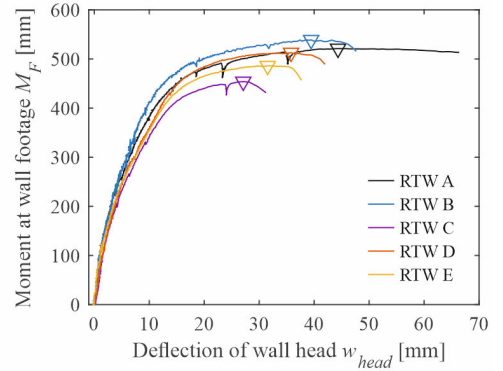 Moment at wall footage M_F [mm]
600
500
400
300
200
100
0
RTW A
RTW B
RTW C
RTW D
RTW E
0 10 20 30 40 50 60 70
Deflection of wall head w_head [mm]